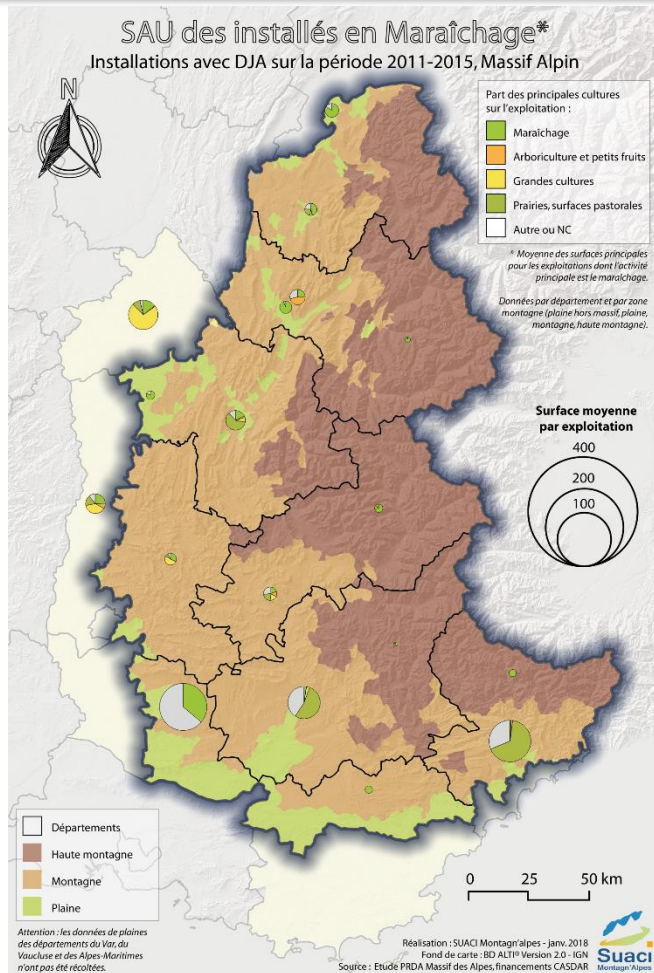 SAU des installés en Maraîchage*
Installations avec DJA sur la période 2011-2015, Massif Alpin
N
Part des principales cultures
sur l'exploitation :
Maraîchage
Arboriculture et petits fruits
Grandes cultures
Prairies, surfaces pastorales
Autre ou NC
* Moyenne des surfaces principales
pour les exploitations dont l'activité
principale est le maraîchage.
Données par département et par zone
montagne (plaine hors massif, plaine,
montagne, haute montagne).
Surface moyenne
par exploitation
400
200
100
Départements
Haute montagne
Montagne
Plaine
Attention : les données de plaines
des départements du Var, du
Vaucluse et des Alpes-Maritimes
n'ont pas été récoltées.
0 25 50 km
Réalisation : SUACI Montagn'alpes - janv. 2018
Fond de carte : BD ALTI® Version 2.0 - IGN
Source : Etude PRDA Massif des Alpes, financements CASDAR
Suaci
Montagn'Alpes